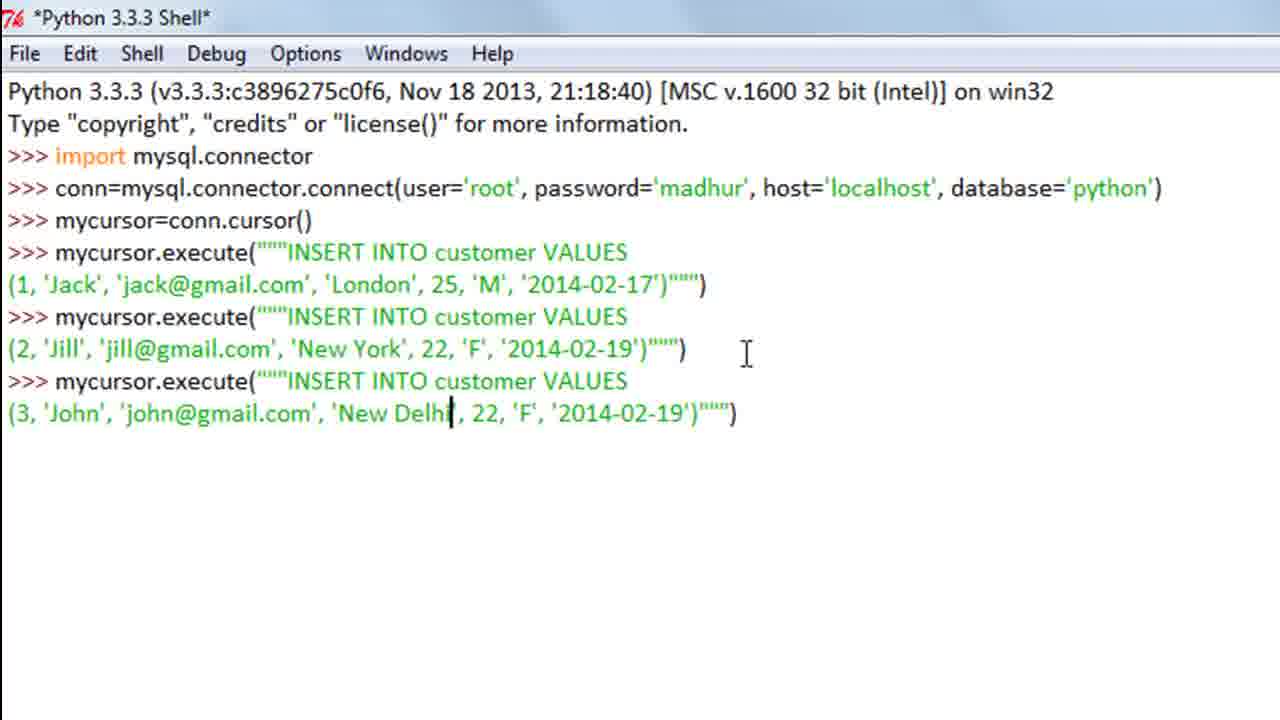 *Python 3.3.3 Shell*
File Edit Shell Debug Options Windows Help
Python 3.3.3 (v3.3.3:c3896275c0f6, Nov 18 2013, 21:18:40) [MSC v.1600 32 bit (Intel)] on win32
Type "copyright", "credits" or "license()" for more information.
>>> import mysql.connector
>>> conn=mysql.connector.connect(user='root', password='madhur', host='localhost', database='python')
>>> mycursor=conn.cursor()
>>> mycursor.execute("""INSERT INTO customer VALUES
(1, 'Jack', 'jack@gmail.com', 'London', 25, 'M', '2014-02-17')""")
>>> mycursor.execute("""INSERT INTO customer VALUES
(2, 'Jill', 'jill@gmail.com', 'New York', 22, 'F', '2014-02-19')""")
>>> mycursor.execute("""INSERT INTO customer VALUES
(3, 'John', 'john@gmail.com', 'New Delhi', 22, 'F', '2014-02-19')""")